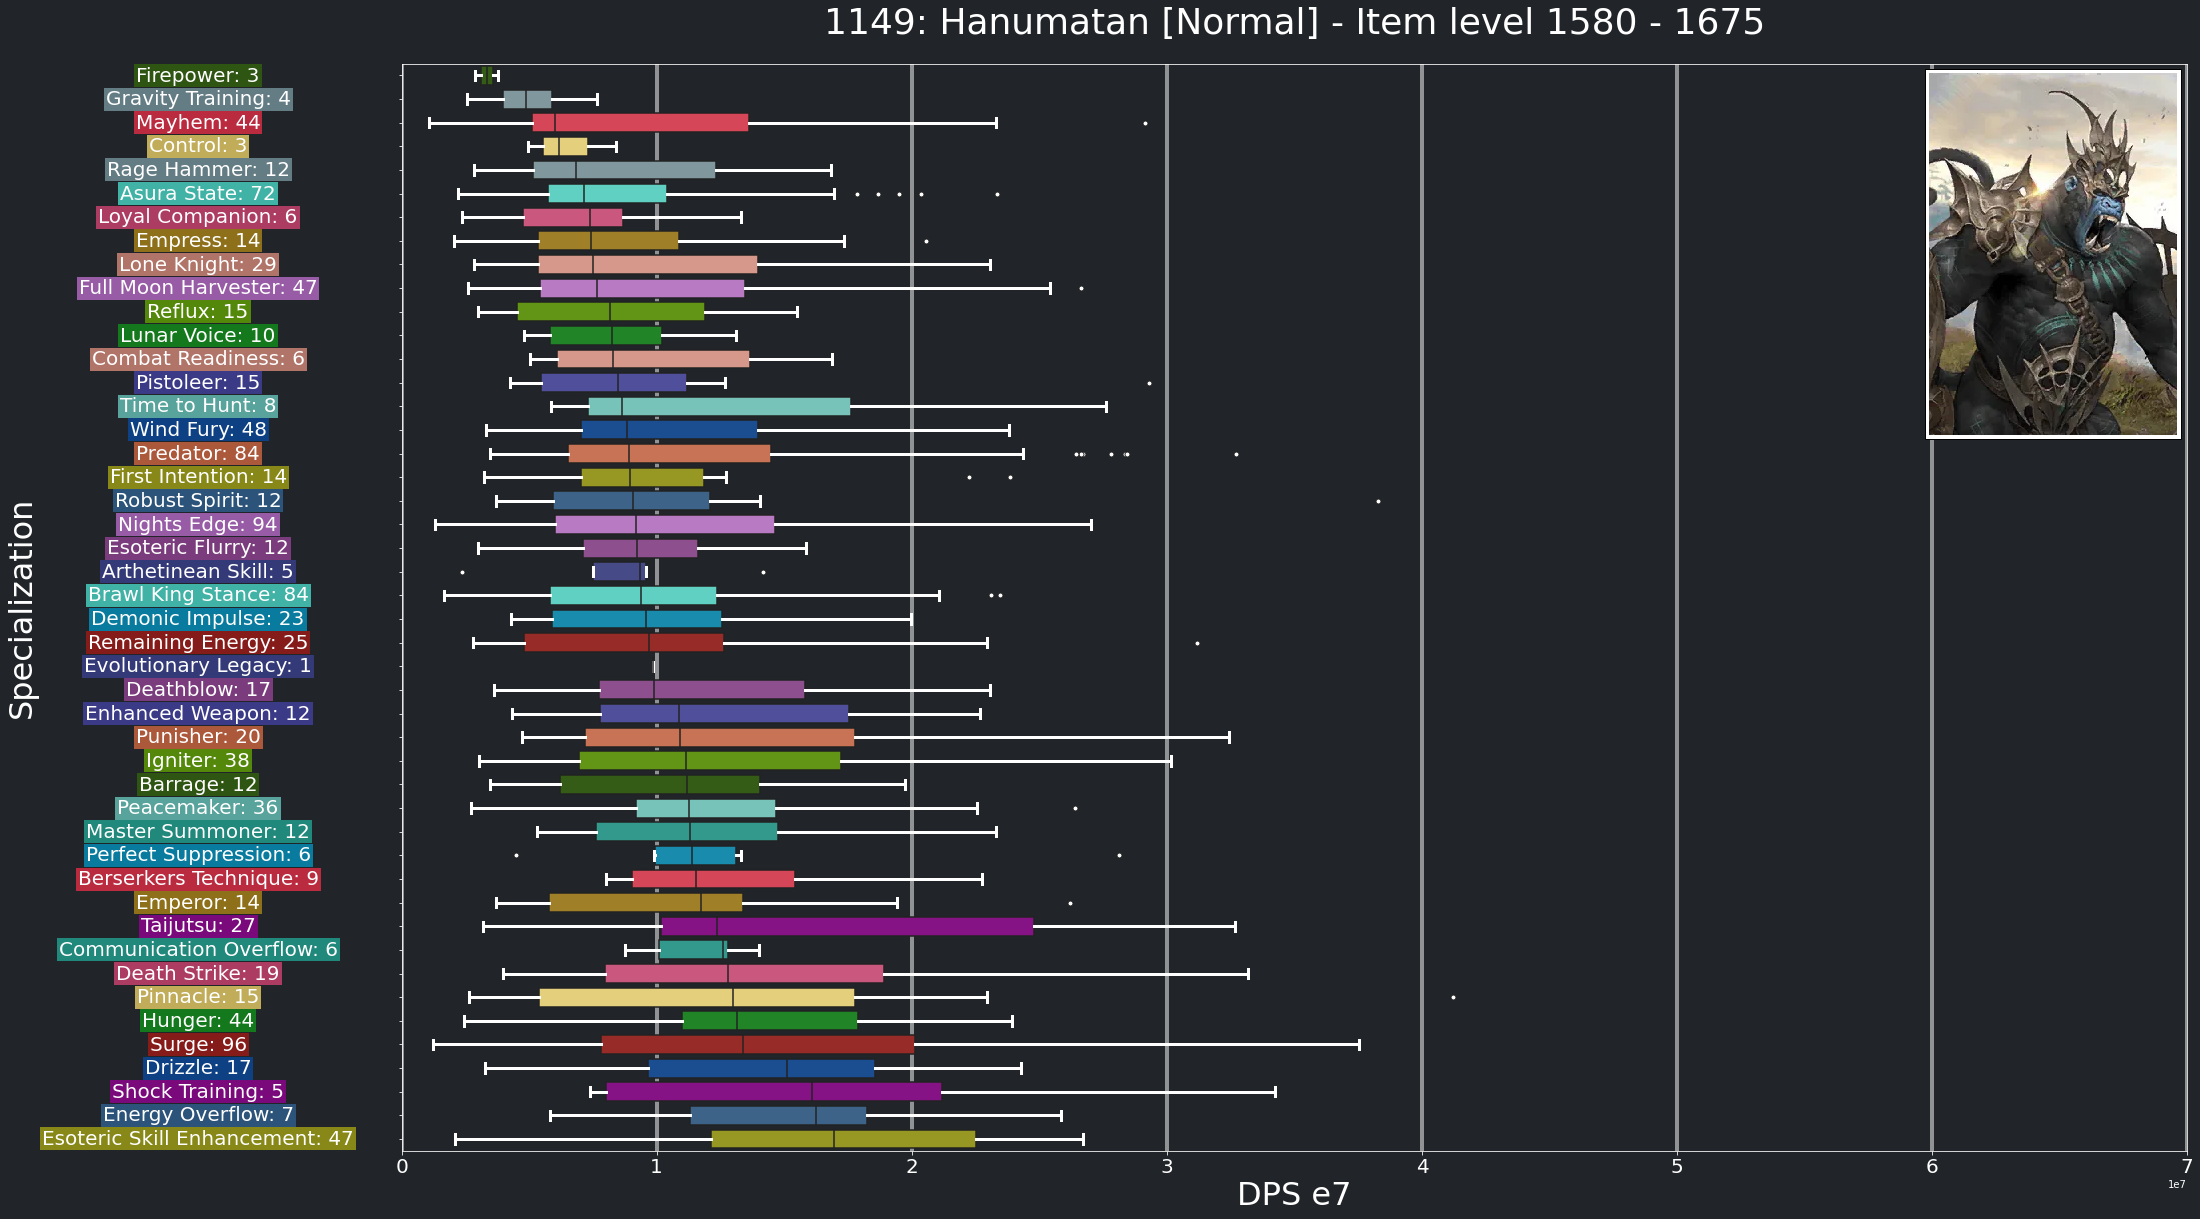 1149: Hanumatan [Normal] - Item level 1580 - 1675
Firepower: 3
Gravity Training: 4
Mayhem: 44
Control: 3
Rage Hammer: 12
Asura State: 72
Loyal Companion: 6
Empress: 14
Lone Knight: 29
Full Moon Harvester: 47
Reflux: 15
Lunar Voice: 10
Combat Readiness: 6
Pistoleer: 15
Time to Hunt: 8
Wind Fury: 48
Predator: 84
First Intention: 14
Robust Spirit: 12
Nights Edge: 94
Esoteric Flurry: 12
Arthetinean Skill: 5
Brawl King Stance: 84
Demonic Impulse: 23
Remaining Energy: 25
Evolutionary Legacy: 1
Deathblow: 17
Enhanced Weapon: 12
Punisher: 20
Igniter: 38
Barrage: 12
Peacemaker: 36
Master Summoner: 12
Perfect Suppression: 6
Berserkers Technique: 9
Emperor: 14
Taijutsu: 27
Communication Overflow: 6
Death Strike: 19
Pinnacle: 15
Hunger: 44
Surge: 96
Drizzle: 17
Shock Training: 5
Energy Overflow: 7
Esoteric Skill Enhancement: 47
Specialization
0 1 2 3 4 5 6 7
1e7
DPS e7